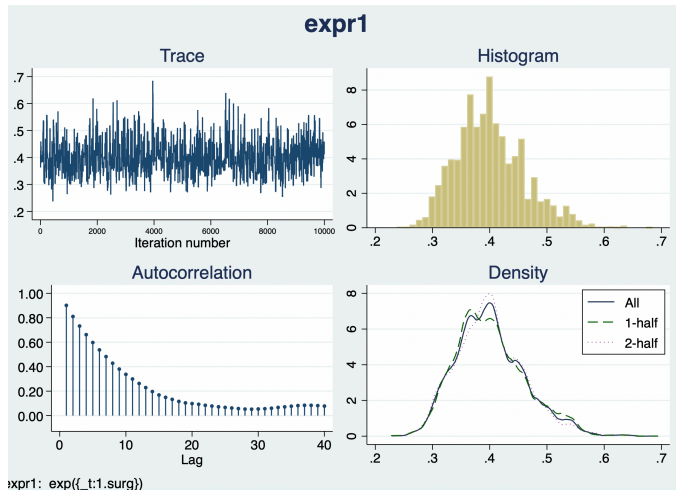 expr1
Trace
Histogram
.7
.6
.5
.4
.3
.2
0 2000 4000 6000 8000 10000
Iteration number
8
6
4
2
0
.2 .3 .4 .5 .6 .7
Autocorrelation
Density
1.00
0.80
0.60
0.40
0.20
0.00
0 10 20 30 40
Lag
8
6
4
2
0
.2 .3 .4 .5 .6 .7
All
1-half
2-half
expr1: exp({_t:1.surg})